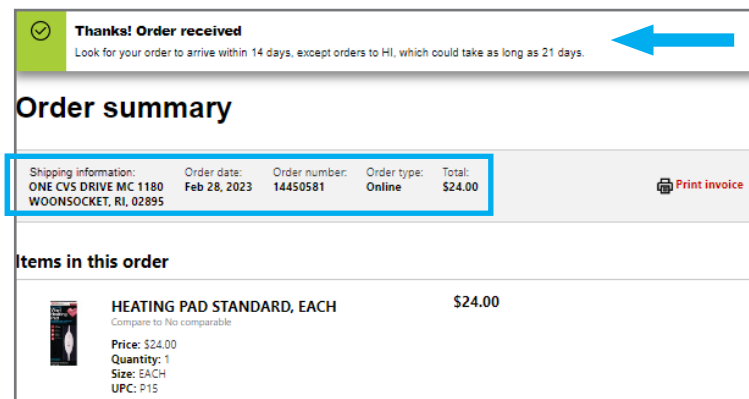 Thanks! Order received
Look for your order to arrive within 14 days, except orders to HI, which could take as long as 21 days.
Order summary
Shipping information:
ONE CVS DRIVE MC 1180
WOONSOCKET, RI, 02895
Order date:
Feb 28, 2023
Order number:
14450581
Order type:
Online
Total:
$24.00
Print invoice
Items in this order
HEATING PAD STANDARD, EACH
$24.00
Compare to No comparable
Price: $24.00
Quantity: 1
Size: EACH
UPC: P15